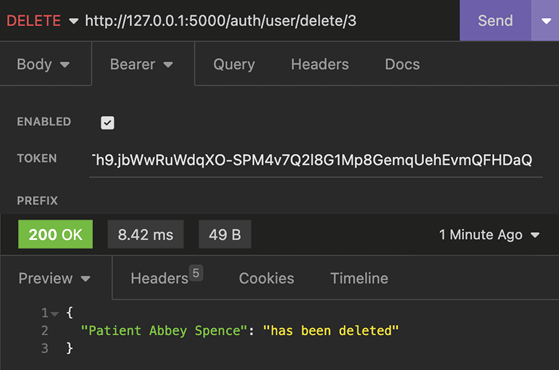 DELETE http://127.0.0.1:5000/auth/user/delete/3 Send
Body Bearer Query Headers Docs
ENABLED
TOKEN Th9.jbWwRuWdqXO-SPM4v7Q2l8G1Mp8GemqUehEvmQFHDaQ
PREFIX
200 OK 8.42 ms 49 B 1 Minute Ago
Preview Headers 5 Cookies Timeline
1 {
2 "Patient Abbey Spence": "has been deleted"
3 }